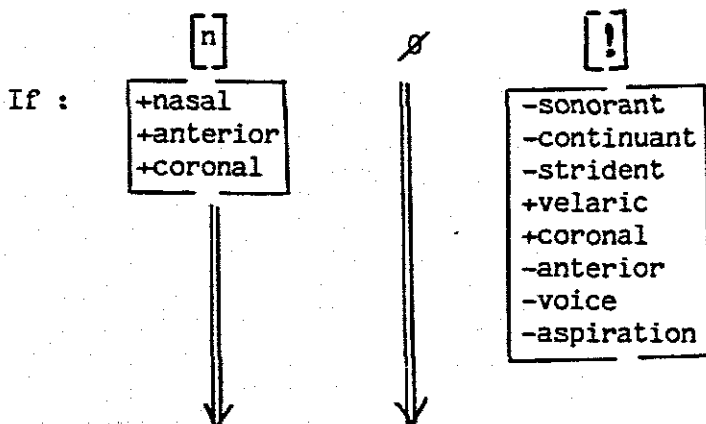 [n] ø [!]
If : +nasal -sonorant
+anterior -continuant
+coronal -strident
+velaric
+coronal
-anterior
-voice
-aspiration